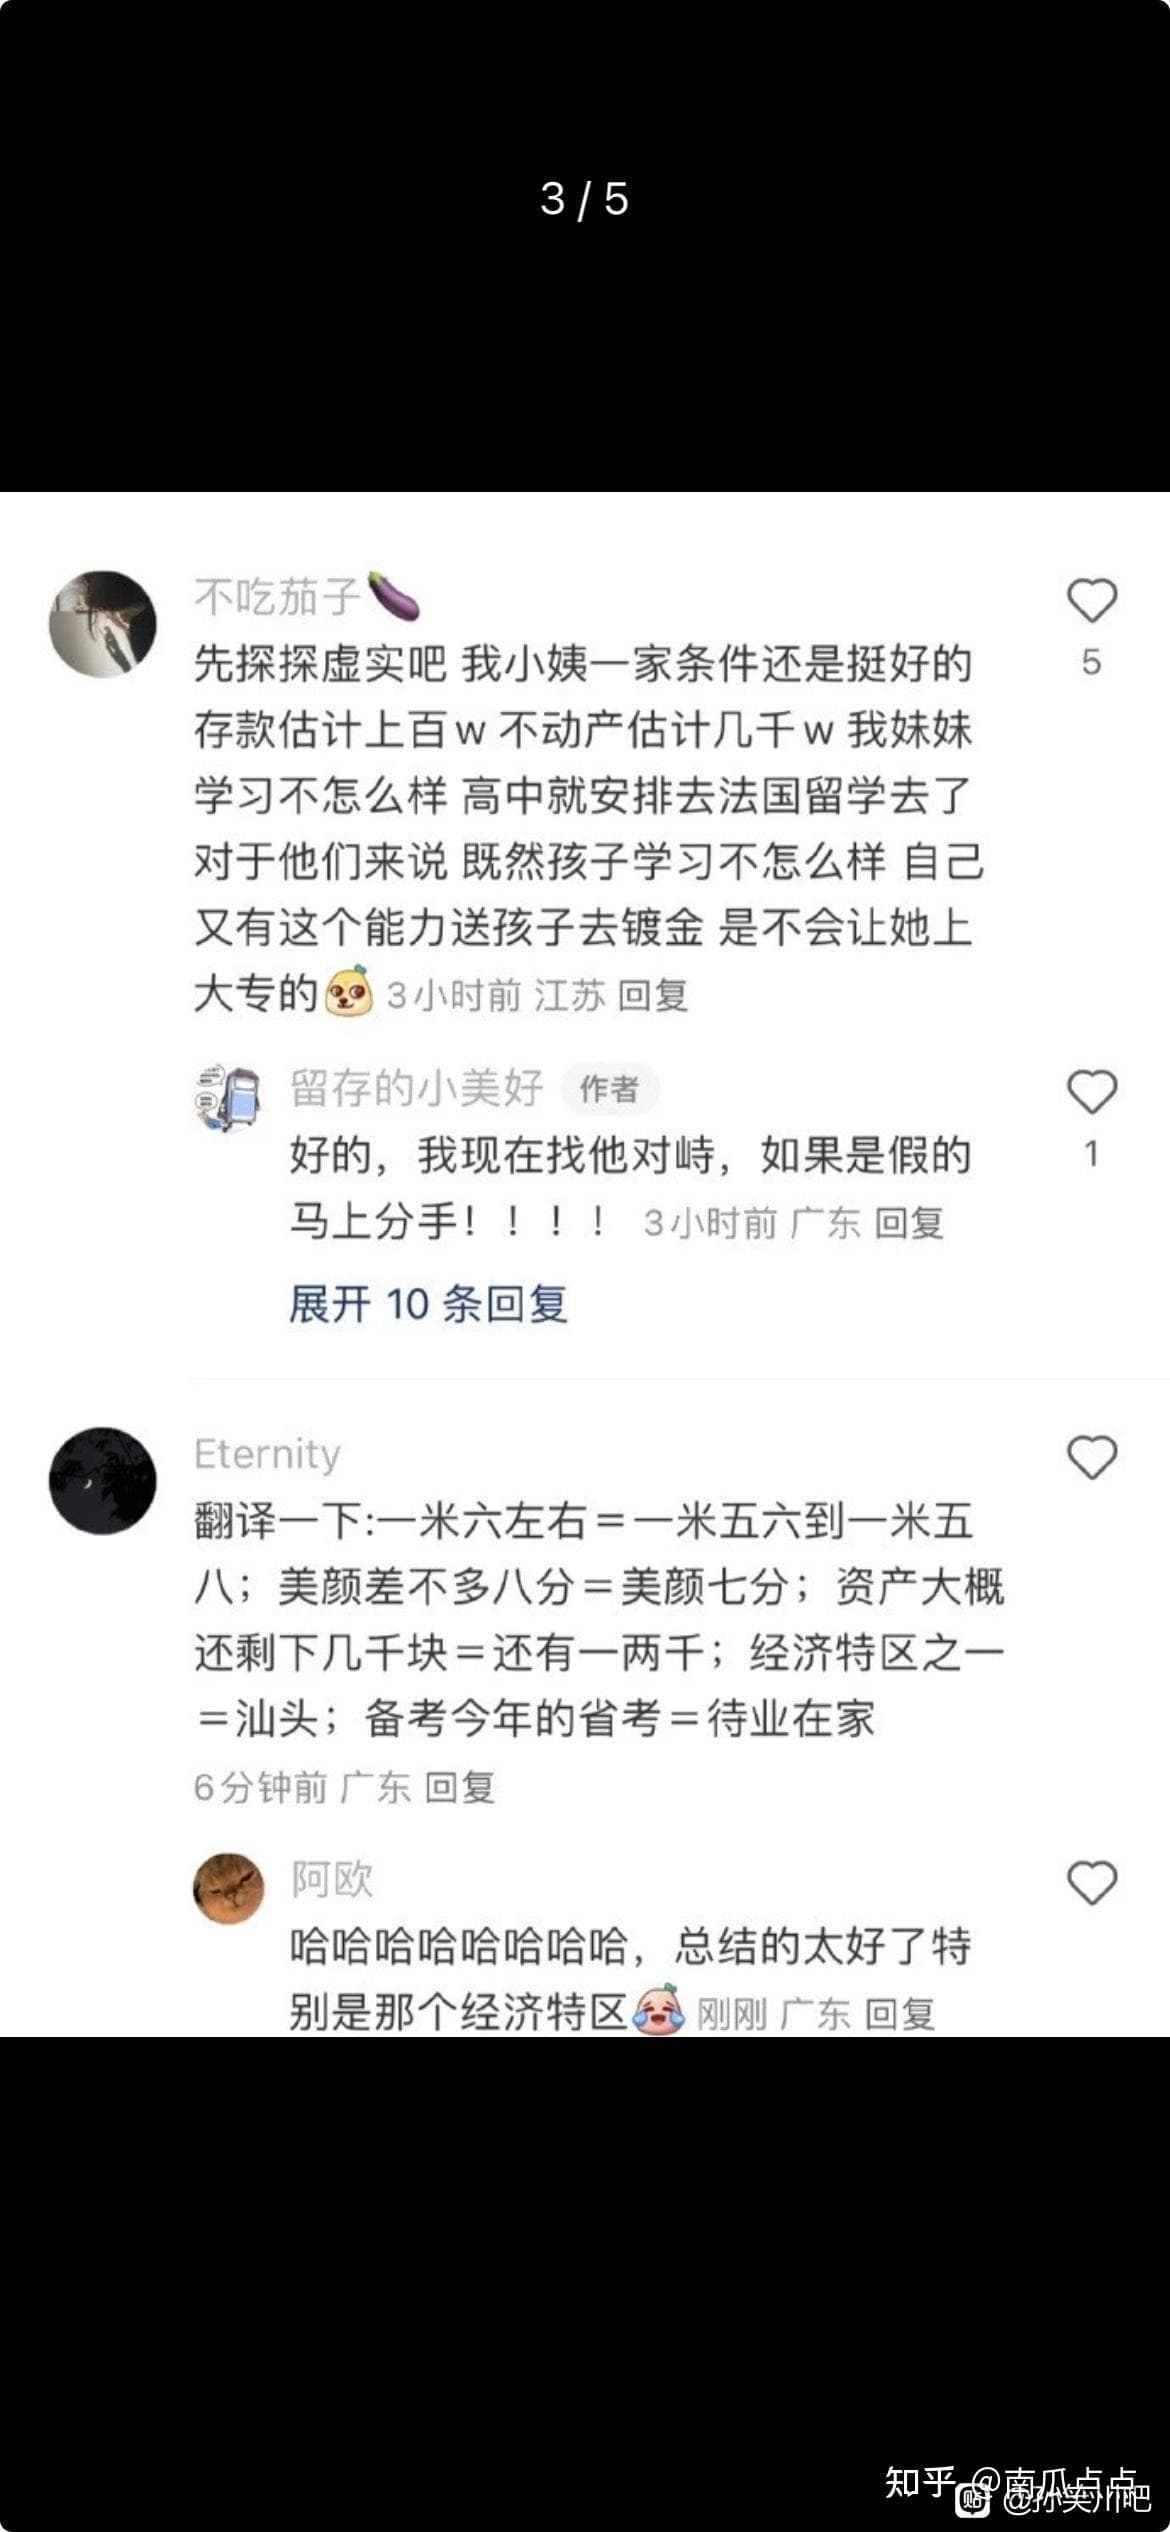 3 / 5
不吃茄子🍆
先探探虚实吧 我小姨一家条件还是挺好的
5
存款估计上百w 不动产估计几千w 我妹妹
学习不怎么样 高中就安排去法国留学去了
对于他们来说 既然孩子学习不怎么样 自己
又有这个能力送孩子去镀金 是不会让她上
大专的 3小时前 江苏 回复
留存的小美好 作者
好的，我现在找他对峙，如果是假的
1
马上分手！！！！ 3小时前 广东 回复
展开 10 条回复
Eternity
翻译一下:一米六左右＝一米五六到一米五
八；美颜差不多八分＝美颜七分；资产大概
还剩下几千块＝还有一两千；经济特区之一
＝汕头；备考今年的省考＝待业在家
6分钟前 广东 回复
阿欧
哈哈哈哈哈哈哈哈，总结的太好了特
别是那个经济特区 刚刚 广东 回复
知乎 @南瓜点点
贴 @孙笑川吧